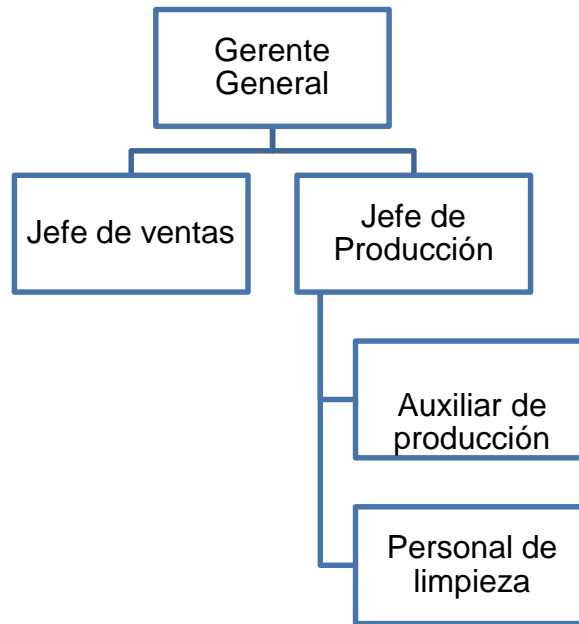 Gerente
General
Jefe de ventas
Jefe de
Producción
Auxiliar de
producción
Personal de
limpieza